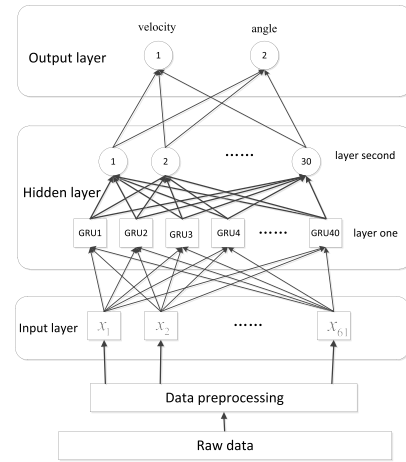 velocity angle
Output layer 1 2
1 2 ...... 30 layer second
Hidden layer
GRU1 GRU2 GRU3 GRU4 ...... GRU40 layer one
Input layer x1 x2 ...... x61
Data preprocessing
Raw data